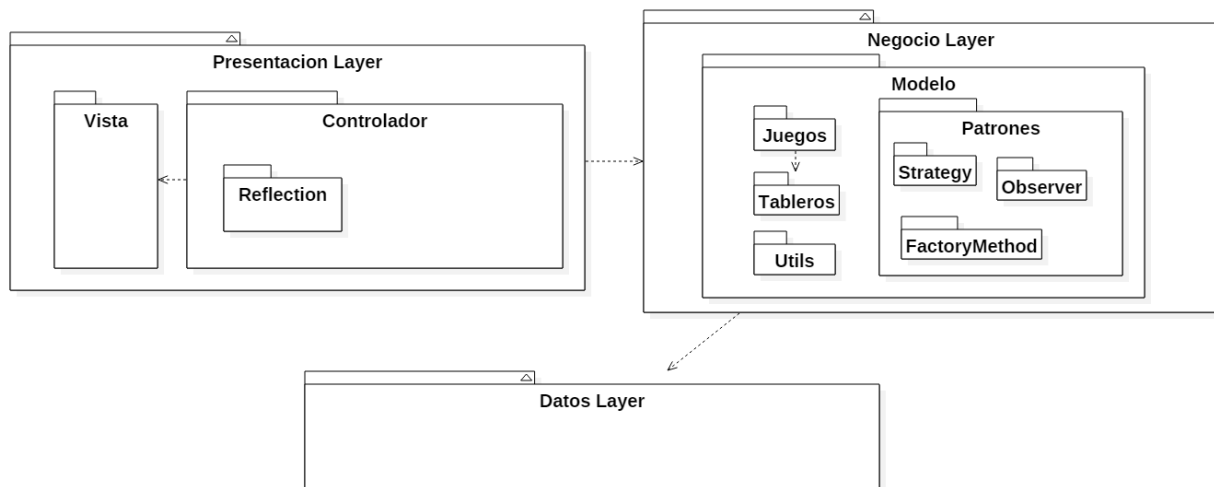 Presentacion Layer
Vista
Controlador
Reflection
Negocio Layer
Modelo
Juegos
Tableros
Utils
Patrones
Strategy
Observer
FactoryMethod
Datos Layer